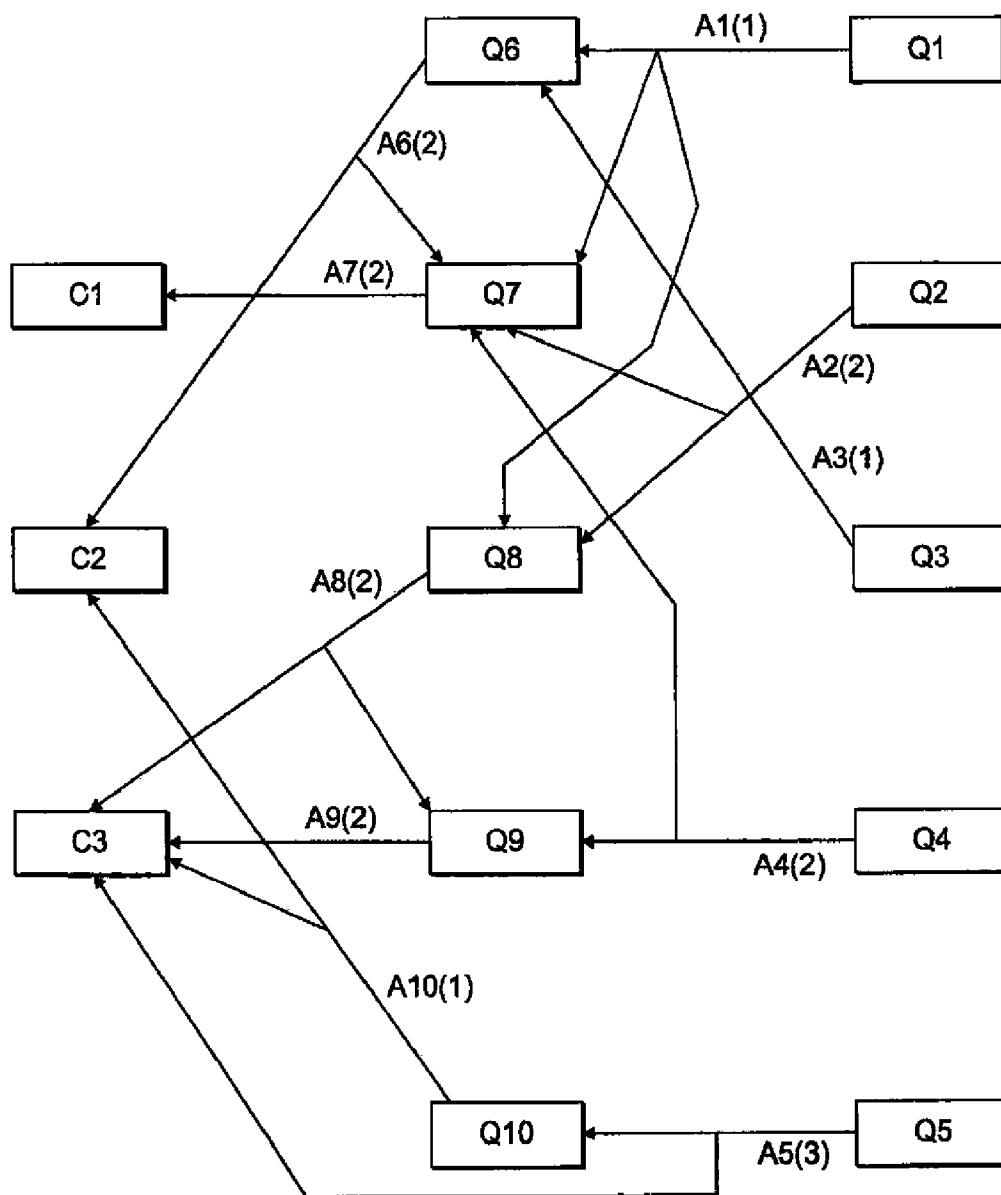 A1(1)
Q6
Q1
A6(2)
A7(2)
C1
Q7
Q2
A2(2)
A3(1)
C2
Q8
Q3
A8(2)
A9(2)
C3
Q9
Q4
A4(2)
A10(1)
Q10
Q5
A5(3)